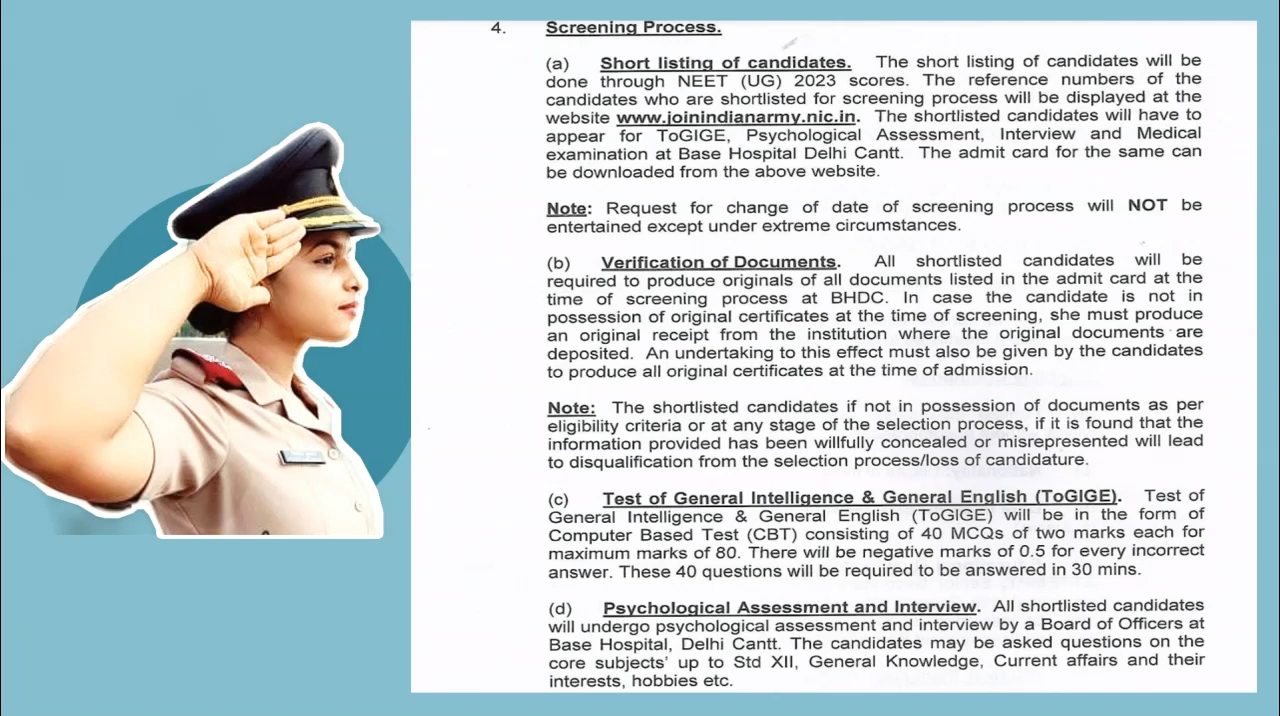 4. Screening Process.
(a) Short listing of candidates. The short listing of candidates will be
done through NEET (UG) 2023 scores. The reference numbers of the
candidates who are shortlisted for screening process will be displayed at the
website www.joinindianarmy.nic.in. The shortlisted candidates will have to
appear for ToGIGE, Psychological Assessment, Interview and Medical
examination at Base Hospital Delhi Cantt. The admit card for the same can
be downloaded from the above website.
Note: Request for change of date of screening process will NOT be
entertained except under extreme circumstances.
(b) Verification of Documents. All shortlisted candidates will be
required to produce originals of all documents listed in the admit card at the
time of screening process at BHDC. In case the candidate is not in
possession of original certificates at the time of screening, she must produce
an original receipt from the institution where the original documents are
deposited. An undertaking to this effect must also be given by the candidates
to produce all original certificates at the time of admission.
Note: The shortlisted candidates if not in possession of documents as per
eligibility criteria or at any stage of the selection process, if it is found that the
information provided has been willfully concealed or misrepresented will lead
to disqualification from the selection process/loss of candidature.
(c) Test of General Intelligence & General English (ToGIGE). Test of
General Intelligence & General English (ToGIGE) will be in the form of
Computer Based Test (CBT) consisting of 40 MCQs of two marks each for
maximum marks of 80. There will be negative marks of 0.5 for every incorrect
answer. These 40 questions will be required to be answered in 30 mins.
(d) Psychological Assessment and Interview. All shortlisted candidates
will undergo psychological assessment and interview by a Board of Officers at
Base Hospital, Delhi Cantt. The candidates may be asked questions on the
core subjects' up to Std XII, General Knowledge, Current affairs and their
interests, hobbies etc.